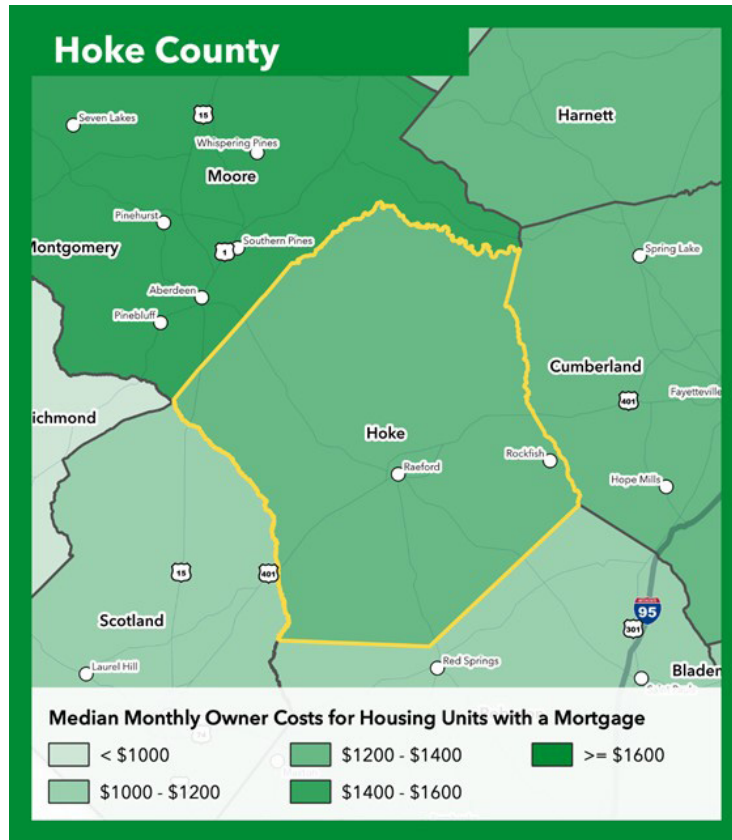 Hoke County
Harnett
Seven Lakes
15
Whispering Pines
Moore
Pinehurst
Southern Pines
1
Montgomery
Spring Lake
Aberdeen
Pinebluff
Cumberland
401
Fayetteville
ichmond
Hoke
Rockfish
Raeford
Hope Mills
15
401
95
Scotland
301
Red Springs
Laurel Hill
Bladen
Median Monthly Owner Costs for Housing Units with a Mortgage
< $1000
$1200 - $1400
>= $1600
$1000 - $1200
$1400 - $1600